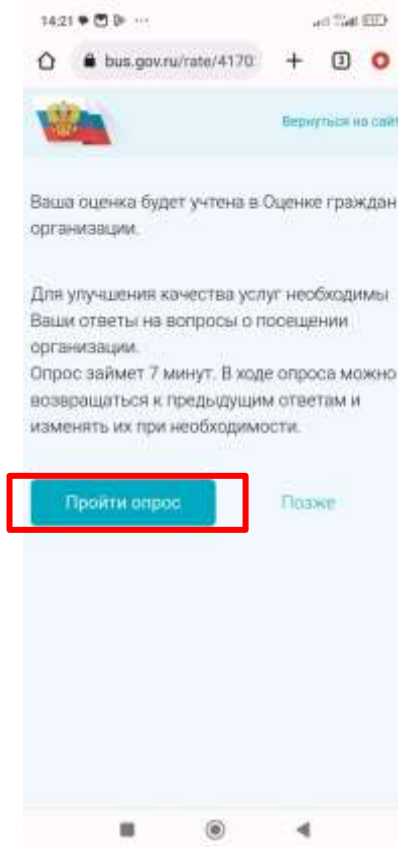 14:21
bus.gov.ru/rate/4170
3
Вернуться на сайт
Ваша оценка будет учтена в Оценке граждан
организации.
Для улучшения качества услуг необходимы
Ваши ответы на вопросы о посещении
организации.
Опрос займет 7 минут. В ходе опроса можно
возвращаться к предыдущим ответам и
изменять их при необходимости.
Пройти опрос Позже